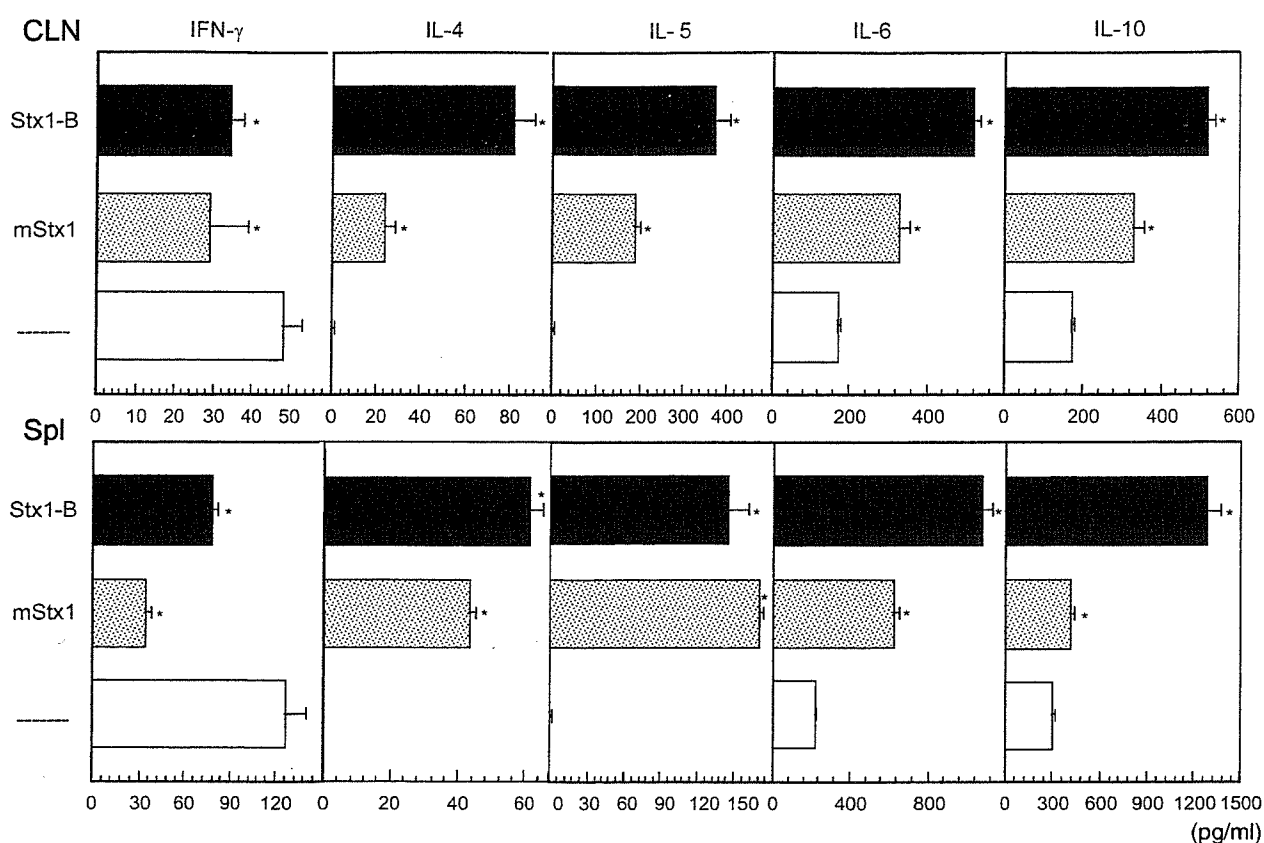 CLN IFN-γ IL-4 IL-5 IL-6 IL-10
Stx1-B * * * * *
mStx1 * * * * *
------
0 10 20 30 40 50 0 20 40 60 80 0 100 200 300 400 0 200 400 0 200 400 600
Spl
Stx1-B * * * * *
mStx1 * * * * *
------
0 30 60 90 120 0 20 40 60 0 30 60 90 120 150 0 400 800 0 300 600 900 1200 1500
(pg/ml)